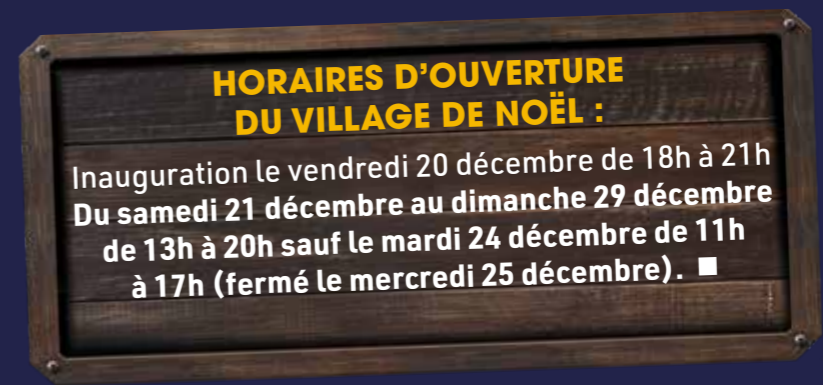 HORAIRES D'OUVERTURE
DU VILLAGE DE NOËL :
Inauguration le vendredi 20 décembre de 18h à 21h
Du samedi 21 décembre au dimanche 29 décembre
de 13h à 20h sauf le mardi 24 décembre de 11h
à 17h (fermé le mercredi 25 décembre). ■